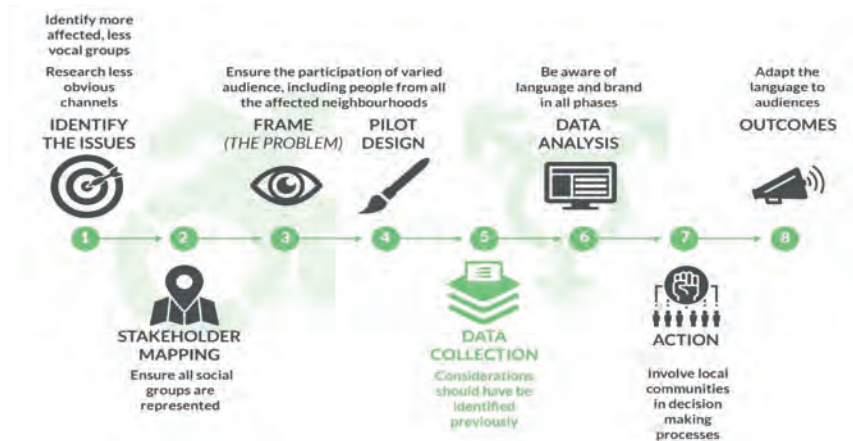 Identify more
affected, less
vocal groups
Research less
obvious
channels
IDENTIFY
THE ISSUES
Ensure the participation of varied
audience, including people from all
the affected neighbourhoods
FRAME
(THE PROBLEM)
PILOT
DESIGN
Be aware of
language and brand
in all phases
DATA
ANALYSIS
Adapt the
language to
audiences
OUTCOMES
1
2
3
4
5
6
7
8
STAKEHOLDER
MAPPING
Ensure all social
groups are
represented
DATA
COLLECTION
Considerations
should have be
identified
previously
ACTION
Involve local
communities
in decision
making
processes